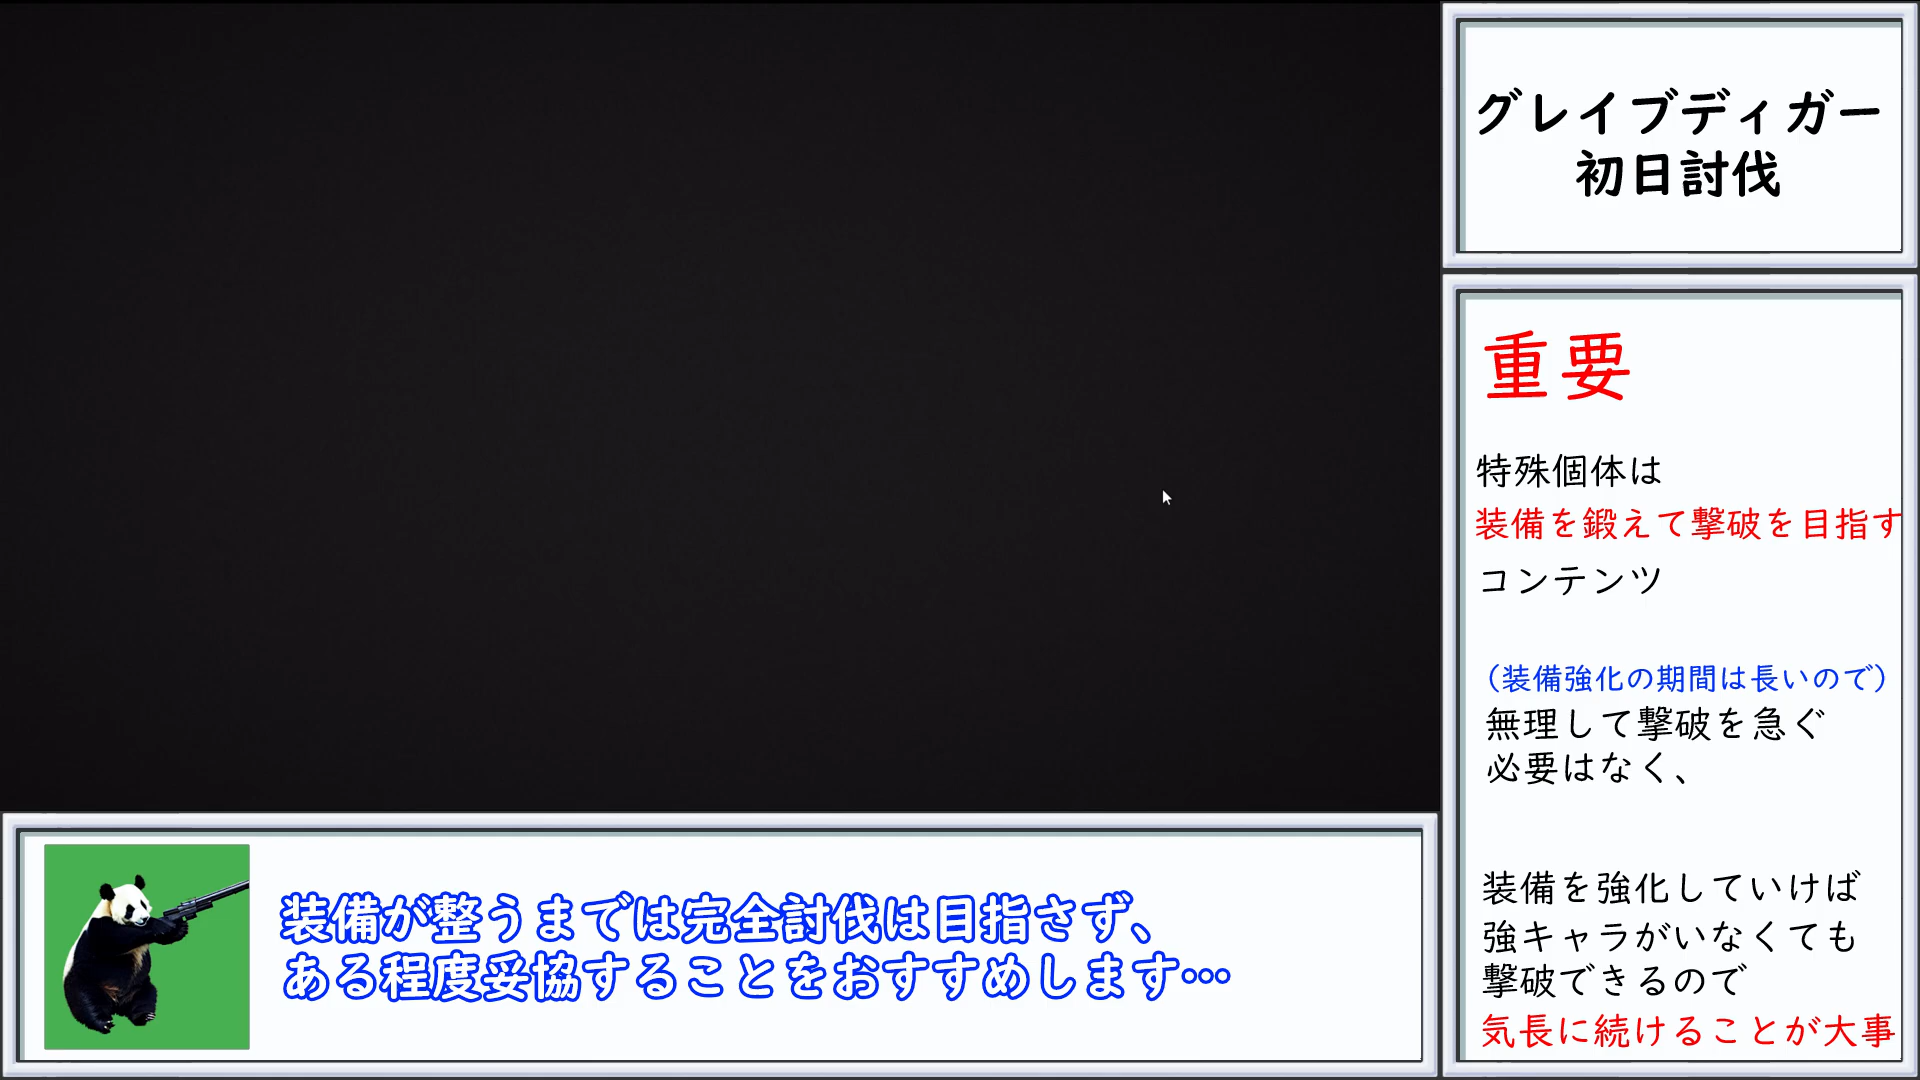 グレイブディガー
初日討伐
重要
特殊個体は
装備を鍛えて撃破を目指す
コンテンツ
（装備強化の期間は長いので）
無理して撃破を急ぐ
必要はなく、
装備を強化していけば
強キャラがいなくても
撃破できるので
気長に続けることが大事
装備が整うまでは完全討伐は目指さず、
ある程度妥協することをおすすめします…